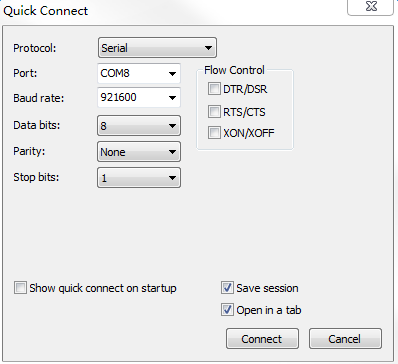 Quick Connect
Protocol: Serial
Port: COM8
Flow Control
Baud rate: 921600
DTR/DSR
Data bits: 8
RTS/CTS
Parity: None
XON/XOFF
Stop bits: 1
Show quick connect on startup
Save session
Open in a tab
Connect Cancel